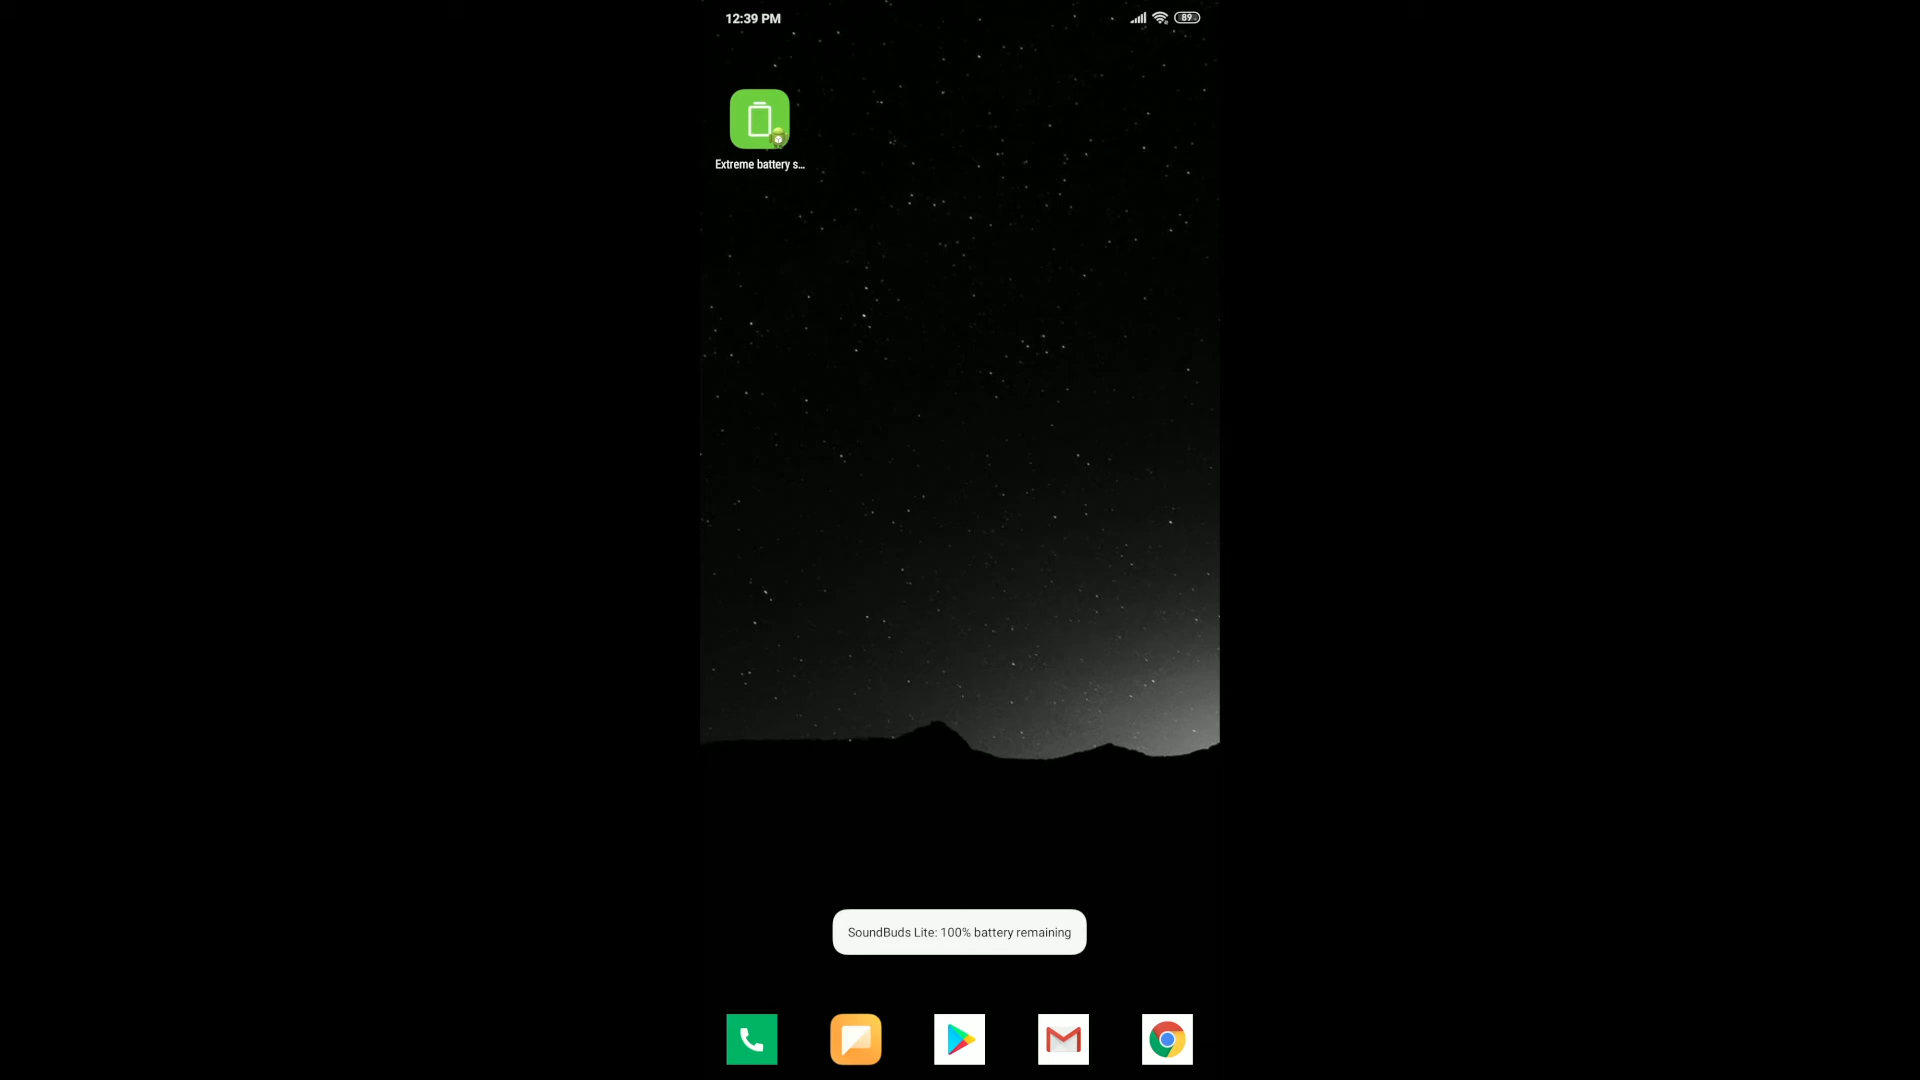 12:39 PM
89
Extreme battery s...
SoundBuds Lite: 100% battery remaining